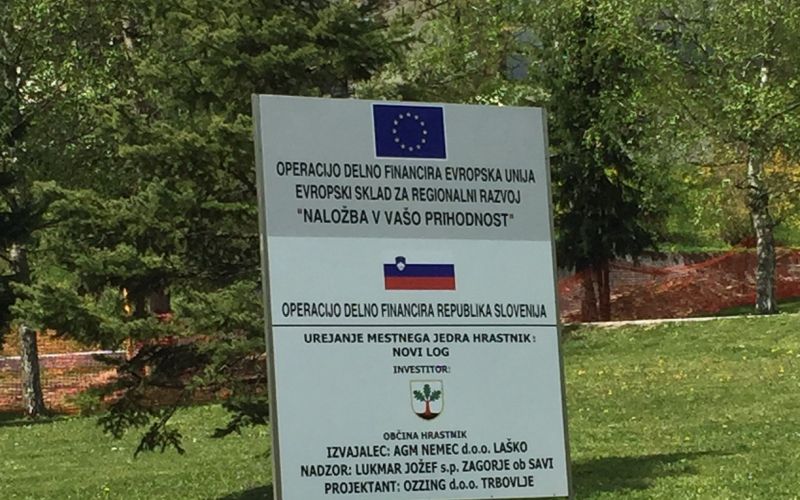 OPERACIJO DELNO FINANCIRA EVROPSKA UNIJA
EVROPSKI SKLAD ZA REGIONALNI RAZVOJ
"NALOŽBA V VAŠO PRIHODNOST"
OPERACIJO DELNO FINANCIRA REPUBLIKA SLOVENIJA
UREJANJE MESTNEGA JEDRA HRASTNIK:
NOVI LOG
INVESTITOR:
OBČINA HRASTNIK
IZVAJALEC: AGM NEMEC d.o.o. LAŠKO
NADZOR: LUKMAR JOŽEF s.p. ZAGORJE ob SAVI
PROJEKTANT: OZZING d.o.o. TRBOVLJE